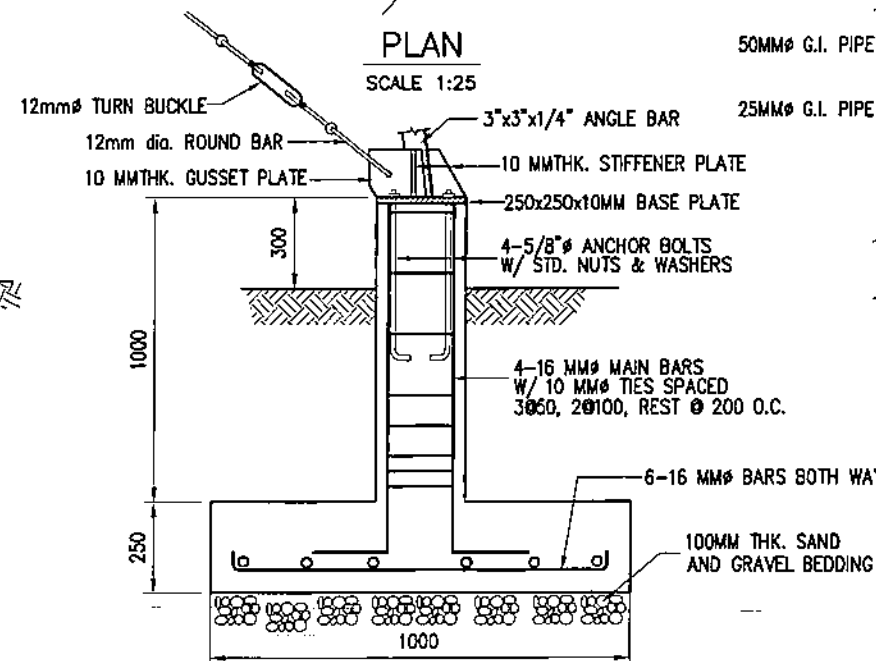 PLAN
SCALE 1:25
50MMø G.I. PIPE
25MMø G.I. PIPE
12mmø TURN BUCKLE
12mm dia. ROUND BAR
10 MMTHK. GUSSET PLATE
3"x3"x1/4" ANGLE BAR
10 MMTHK. STIFFENER PLATE
250x250x10MM BASE PLATE
4-5/8"ø ANCHOR BOLTS
W/ STD. NUTS & WASHERS
300
1000
4-16 MMø MAIN BARS
W/ 10 MMø TIES SPACED
3@50, 2@100, REST @ 200 O.C.
6-16 MMø BARS BOTH WA
250
100MM THK. SAND
AND GRAVEL BEDDING
1000